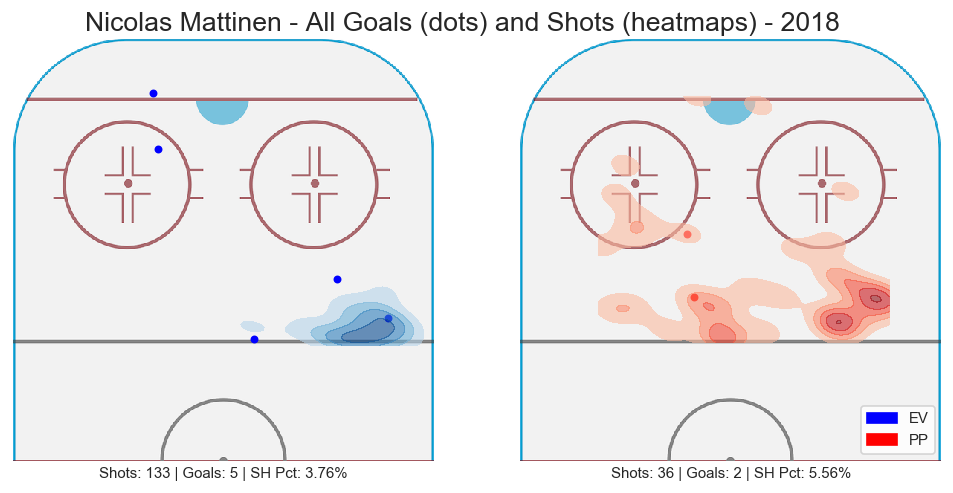 Nicolas Mattinen - All Goals (dots) and Shots (heatmaps) - 2018
EV
PP
Shots: 133 | Goals: 5 | SH Pct: 3.76%
Shots: 36 | Goals: 2 | SH Pct: 5.56%